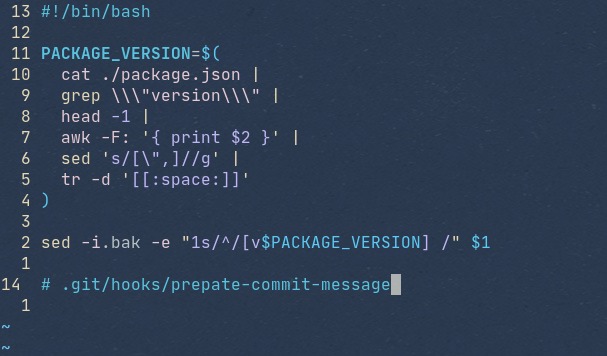 13 #!/bin/bash
12
11 PACKAGE_VERSION=$(
10   cat ./package.json |
9   grep \\\"version\\\" |
8   head -1 |
7   awk -F: '{ print $2 }' |
6   sed 's/[\",]//g' |
5   tr -d '[[:space:]]'
4 )
3
2 sed -i.bak -e "1s/^/[v$PACKAGE_VERSION] /" $1
1
14 # .git/hooks/prepate-commit-message
1
~
~